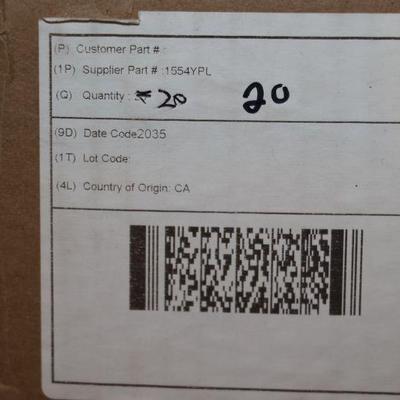 (P) Customer Part # :
(1P) Supplier Part # :1554YPL
(Q) Quantity : 20 20
(9D) Date Code2035
(1T) Lot Code:
(4L) Country of Origin: CA